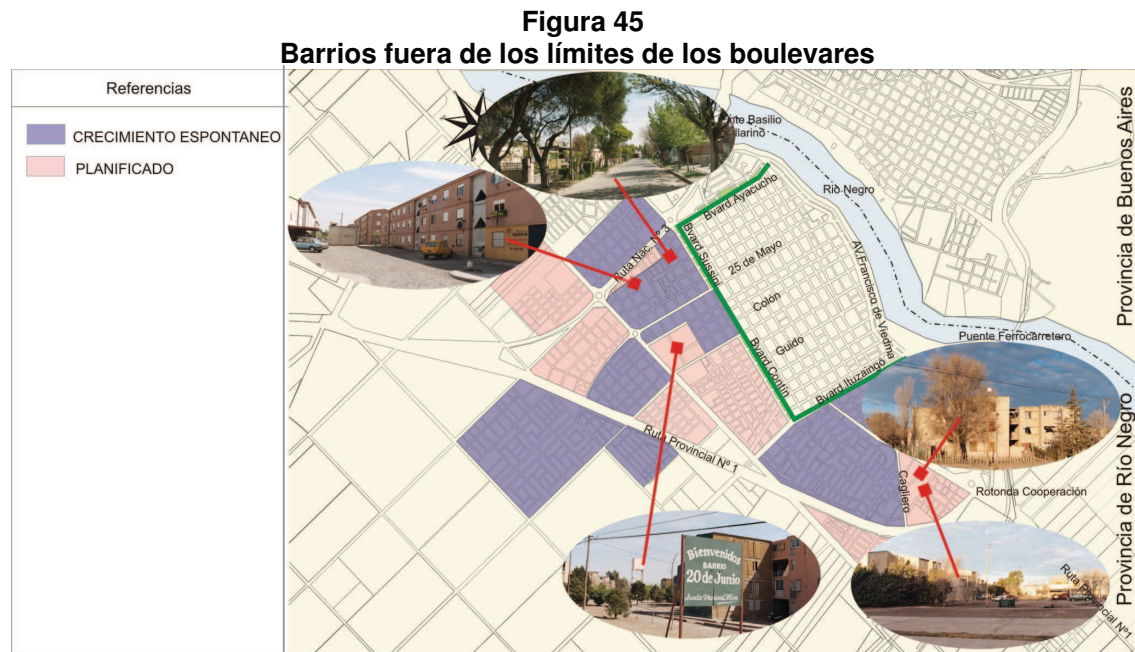 Figura 45
Barrios fuera de los límites de los boulevares
Referencias
CRECIMIENTO ESPONTANEO
PLANIFICADO
Basilio
Río Negro
Provincia de Buenos Aires
Bvard Ayacucho
Ruta Nac. Nº 3
Bvard Sussini
25 de Mayo
AV.Francisco de Viedma
Colón
Guido
Puente Ferrocarretero
Bvard Contín
Bvard Ituzaingó
Ruta Provincial Nº 1
Cagliero
Rotonda Cooperación
Provincia de Río Negro
Bienvenidos
BARRIO
20 de Junio
Ruta Provincial Nº1